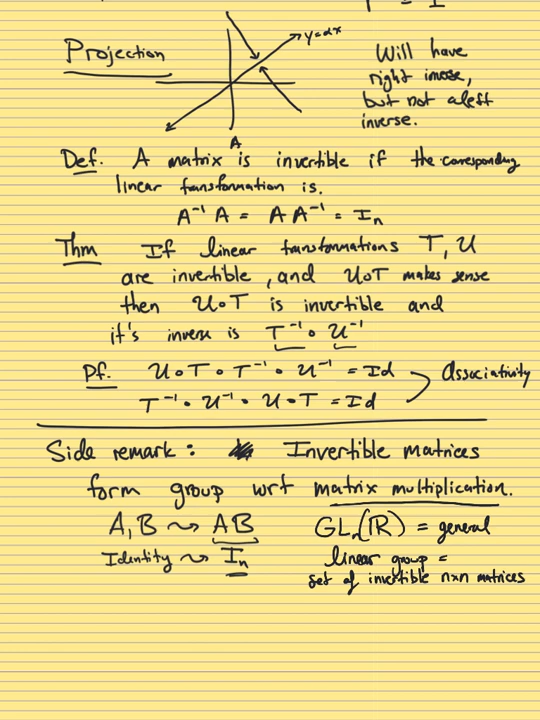 Projection
y=αx
Will have
right inverse,
but not a left
inverse.
Def. A matrix A is invertible if the corresponding
linear transformation is.
A⁻¹ A = A A⁻¹ = Iₙ
Thm If linear transformations T, U
are invertible, and U∘T makes sense
then U∘T is invertible and
it's inverse is T⁻¹∘U⁻¹
Pf. U∘T∘T⁻¹∘U⁻¹ = Id
T⁻¹∘U⁻¹∘U∘T = Id
Associativity
Side remark: Invertible matrices
form group wrt matrix multiplication.
A, B ⇝ AB
Identity ⇝ Iₙ
GLₙ(ℝ) = general
linear group =
set of invertible n×n matrices